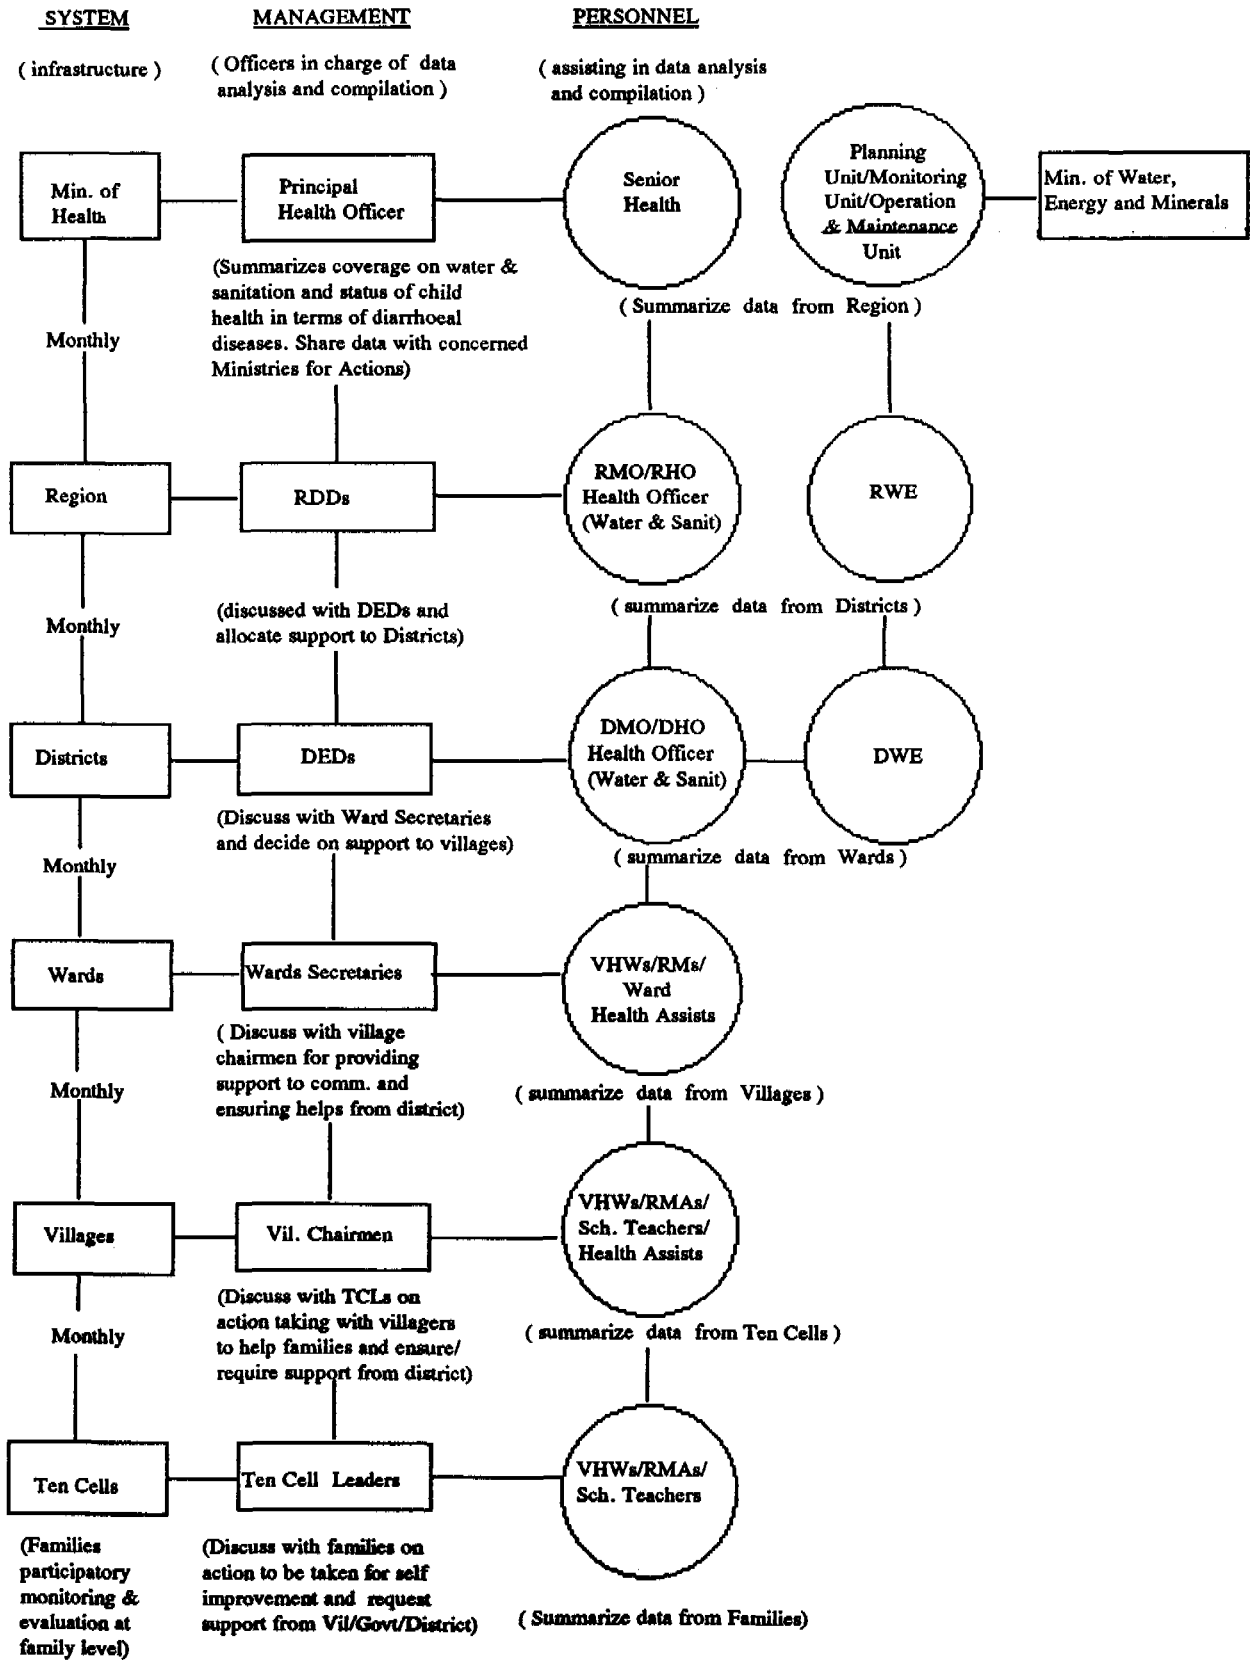 SYSTEM
MANAGEMENT
PERSONNEL
( infrastructure )
( Officers in charge of data
analysis and compilation )
( assisting in data analysis
and compilation )
Min. of
Health
Principal
Health Officer
Senior
Health
Planning
Unit/Monitoring
Unit/Operation
& Maintenance
Unit
Min. of Water,
Energy and Minerals
(Summarizes coverage on water &
sanitation and status of child
health in terms of diarrhoeal
diseases. Share data with concerned
Ministries for Actions)
( Summarize data from Region )
Monthly
Region
RDDs
RMO/RHO
Health Officer
(Water & Sanit)
RWE
Monthly
(discussed with DEDs and
allocate support to Districts)
( summarize data from Districts )
Districts
DEDs
DMO/DHO
Health Officer
(Water & Sanit)
DWE
(Discuss with Ward Secretaries
and decide on support to villages)
( summarize data from Wards )
Monthly
Wards
Wards Secretaries
VHWs/RMs/
Ward
Health Assists
( Discuss with village
chairmen for providing
support to comm. and
ensuring helps from district)
( summarize data from Villages )
Monthly
Villages
Vil. Chairmen
VHWs/RMAs/
Sch. Teachers/
Health Assists
(Discuss with TCLs on
action taking with villagers
to help families and ensure/
require support from district)
( summarize data from Ten Cells )
Monthly
Ten Cells
Ten Cell Leaders
VHWs/RMAs/
Sch. Teachers
(Families
participatory
monitoring &
evaluation at
family level)
(Discuss with families on
action to be taken for self
improvement and request
support from Vil/Govt/District)
( Summarize data from Families)